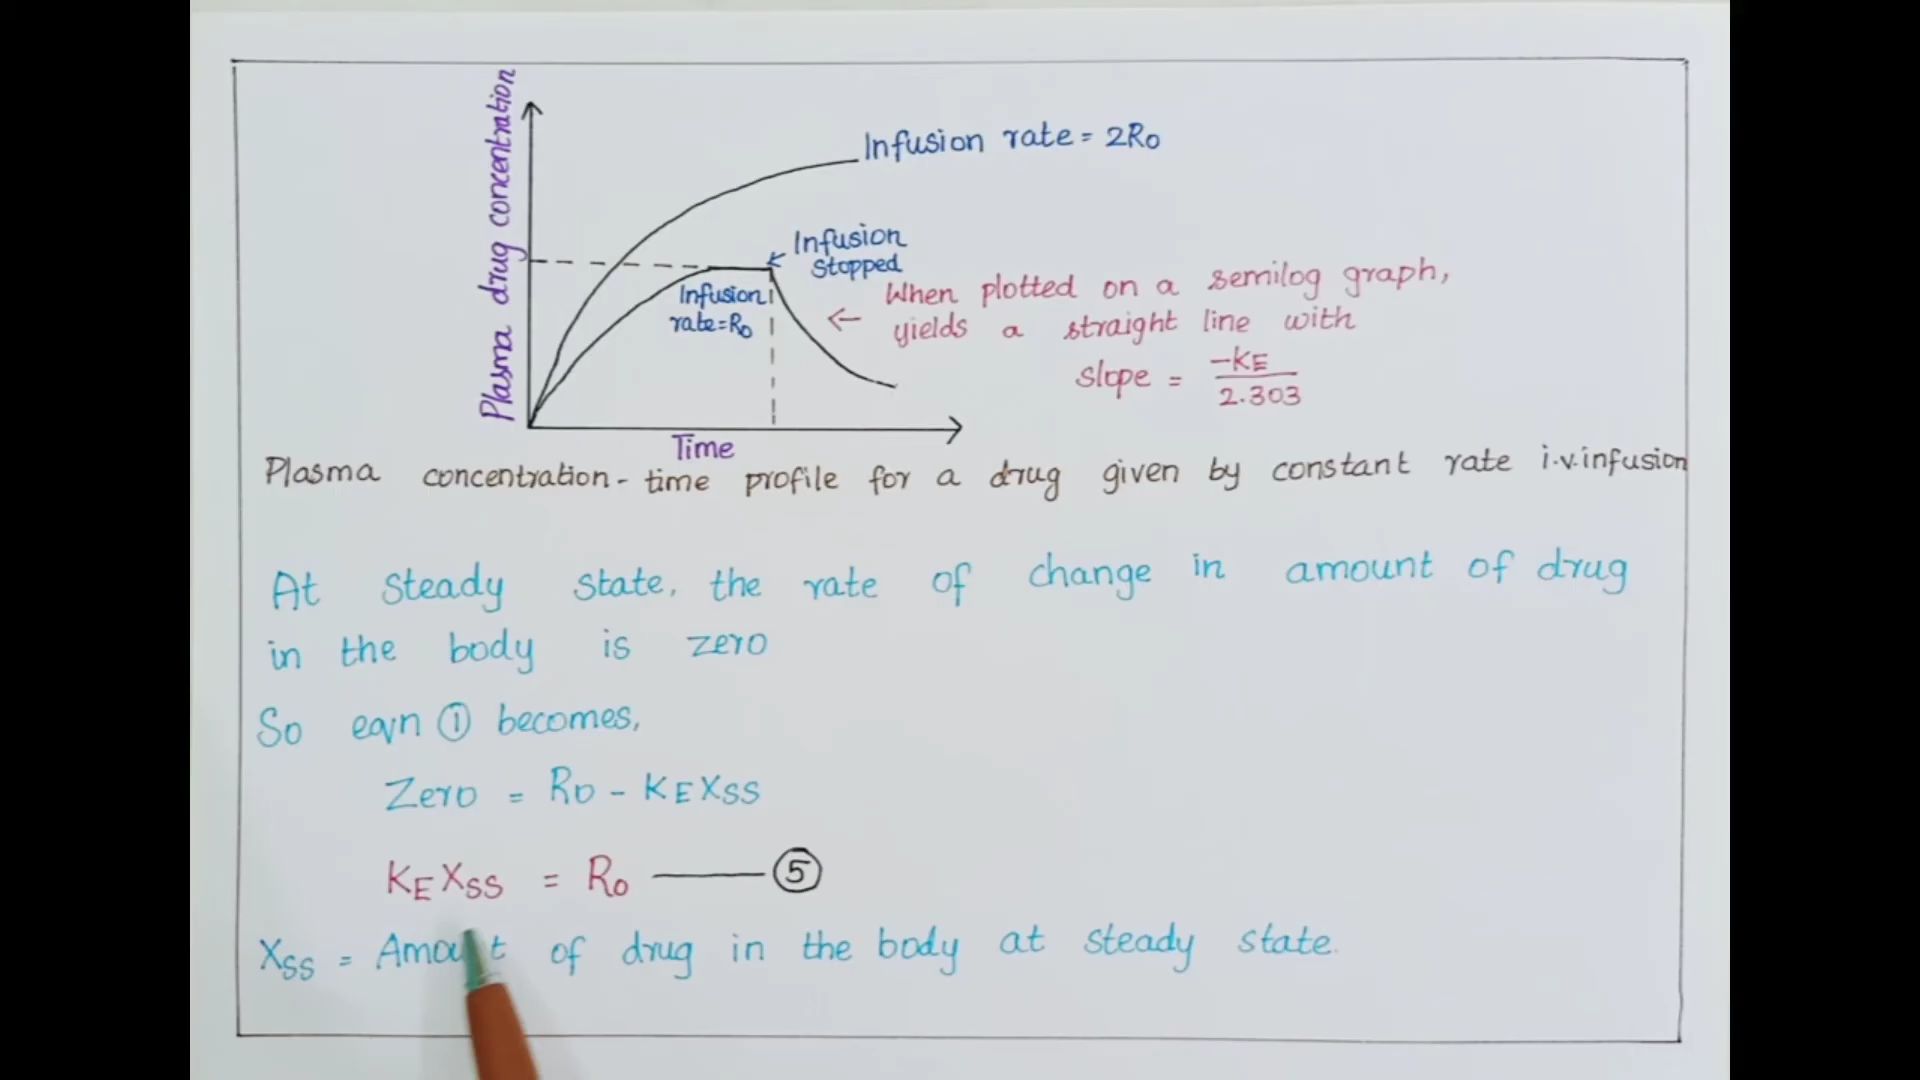 Plasma drug concentration
Infusion rate = 2R0
Infusion
Stopped
Infusion
rate=R0
When plotted on a semilog graph,
yields a straight line with
Slope = -KE
2.303
Time
Plasma concentration - time profile for a drug given by constant rate i.v.infusion
At steady state, the rate of change in amount of drug
in the body is zero
So eqn ① becomes,
Zero = R0 - KEXSS
KEXSS = R0 ⑤
XSS = Amount of drug in the body at steady state.